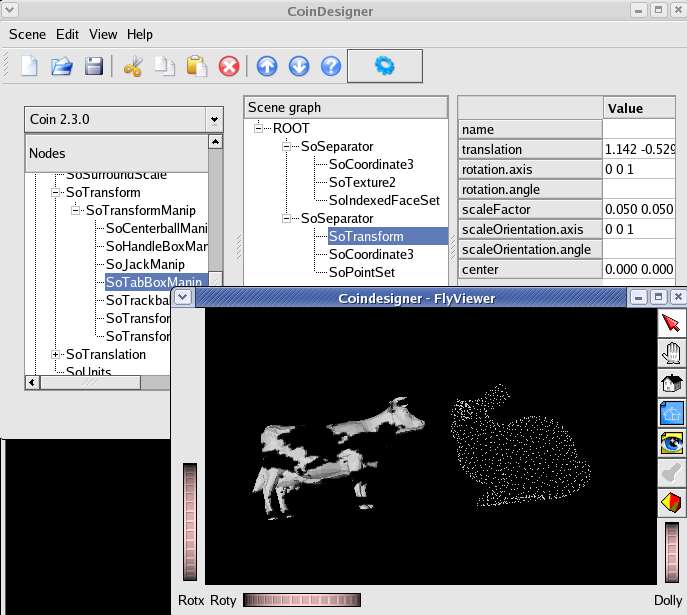 CoinDesigner
Scene Edit View Help
Coin 2.3.0
Nodes
SoSurroundScale
SoTransform
SoTransformManip
SoCenterballMani
SoHandleBoxMar
SoJackManip
SoTabBoxManip
SoTrackba
SoTransfor
SoTransfor
SoTranslation
SoUnits
Scene graph
ROOT
SoSeparator
SoCoordinate3
SoTexture2
SoIndexedFaceSet
SoSeparator
SoTransform
SoCoordinate3
SoPointSet
Value
name
translation 1.142 -0.529
rotation.axis 0 0 1
rotation.angle
scaleFactor 0.050 0.050
scaleOrientation.axis 0 0 1
scaleOrientation.angle
center 0.000 0.000
Coindesigner - FlyViewer
Rotx Roty Dolly